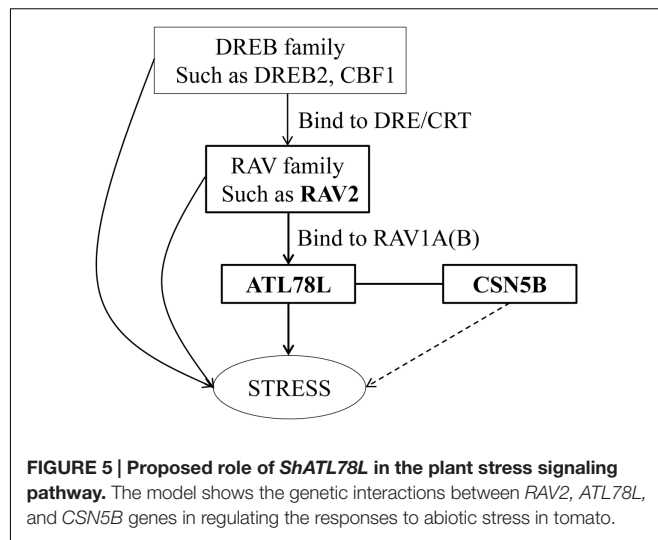 DREB family
Such as DREB2, CBF1
Bind to DRE/CRT
RAV family
Such as RAV2
Bind to RAV1A(B)
ATL78L
CSN5B
STRESS
FIGURE 5 | Proposed role of ShATL78L in the plant stress signaling
pathway. The model shows the genetic interactions between RAV2, ATL78L,
and CSN5B genes in regulating the responses to abiotic stress in tomato.